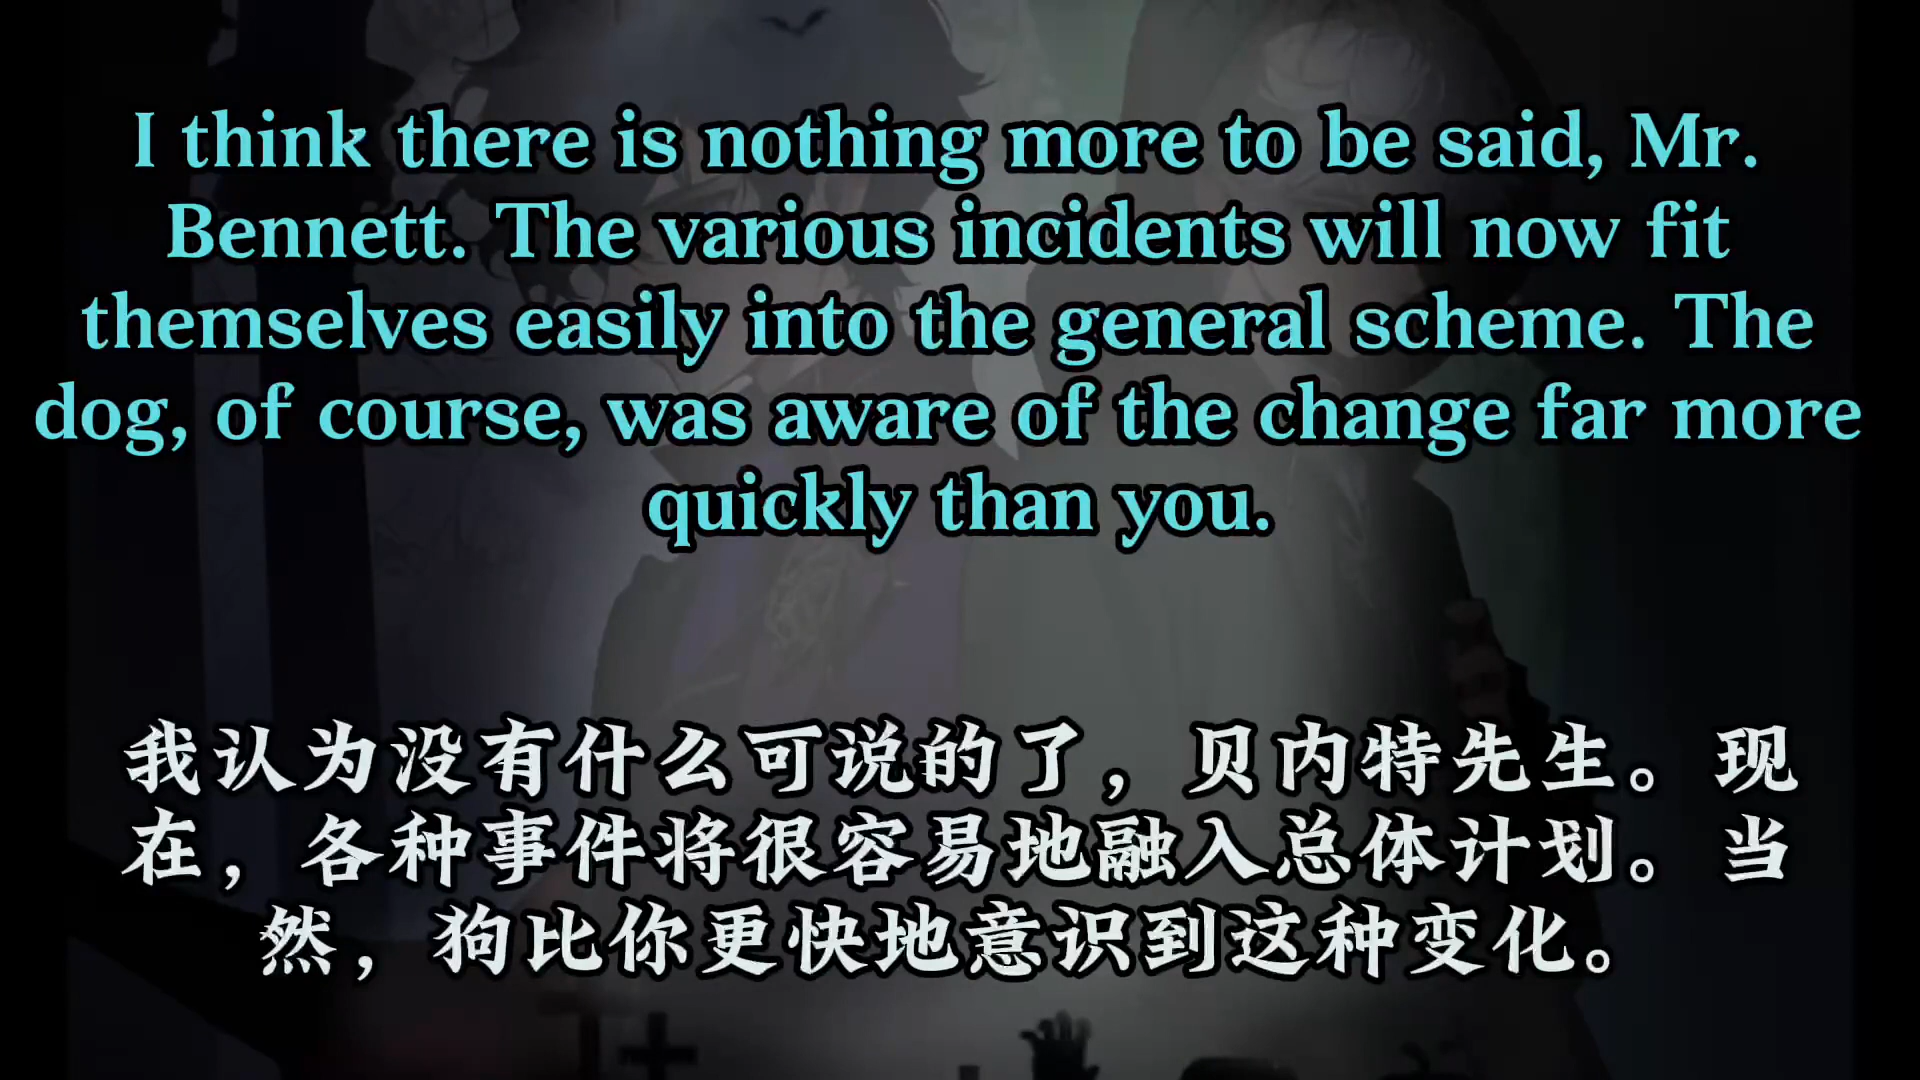 I think there is nothing more to be said, Mr.
Bennett. The various incidents will now fit
themselves easily into the general scheme. The
dog, of course, was aware of the change far more
quickly than you.
我认为没有什么可说的了，贝内特先生。现
在，各种事件将很容易地融入总体计划。当
然，狗比你更快地意识到这种变化。